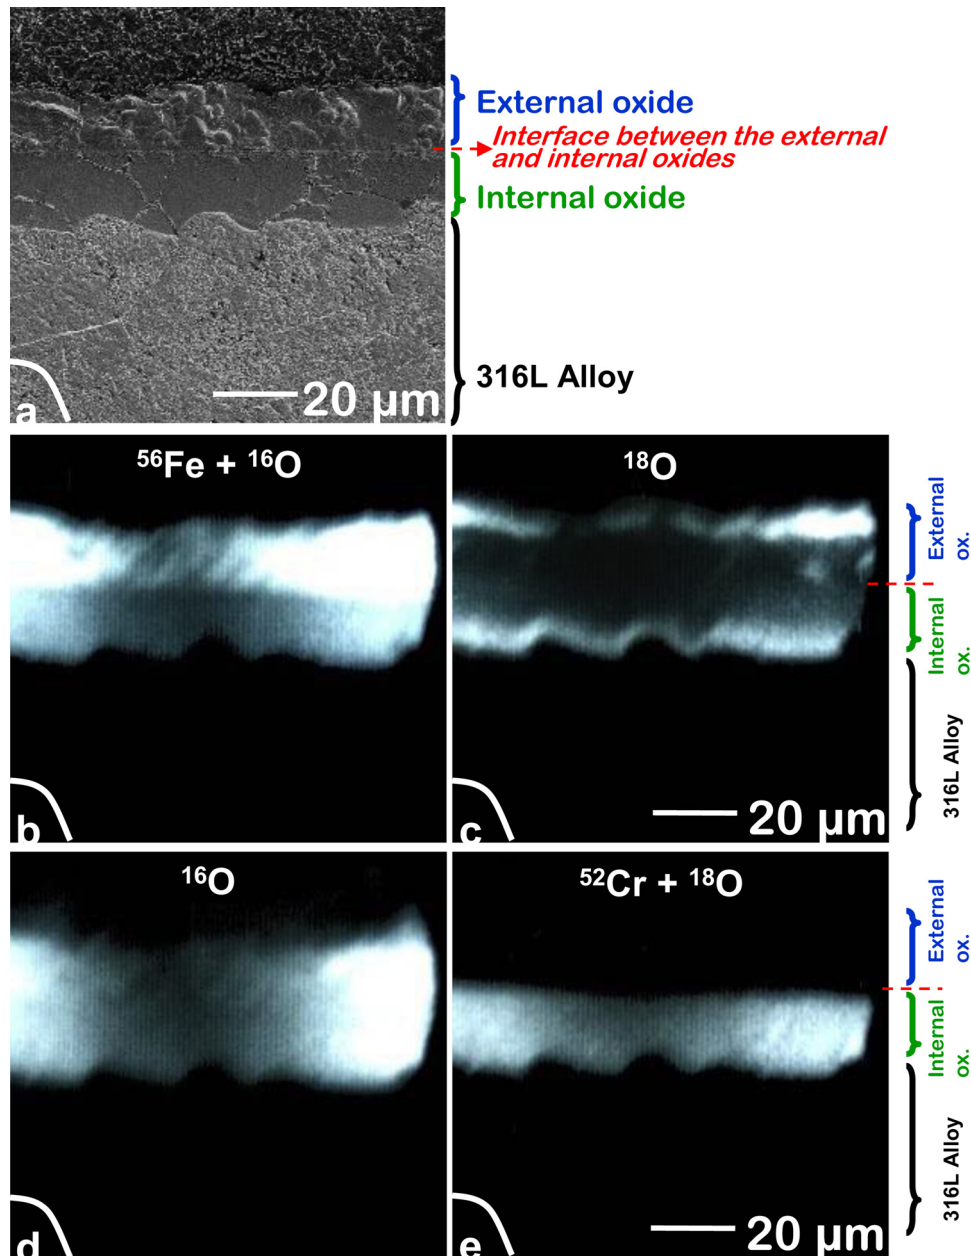 External oxide
Interface between the external
and internal oxides
Internal oxide
316L Alloy
20 µm
a
⁵⁶Fe + ¹⁶O
¹⁸O
External
ox.
Internal
ox.
316L Alloy
b
c
20 µm
¹⁶O
⁵²Cr + ¹⁸O
External
ox.
Internal
ox.
316L Alloy
d
e
20 µm